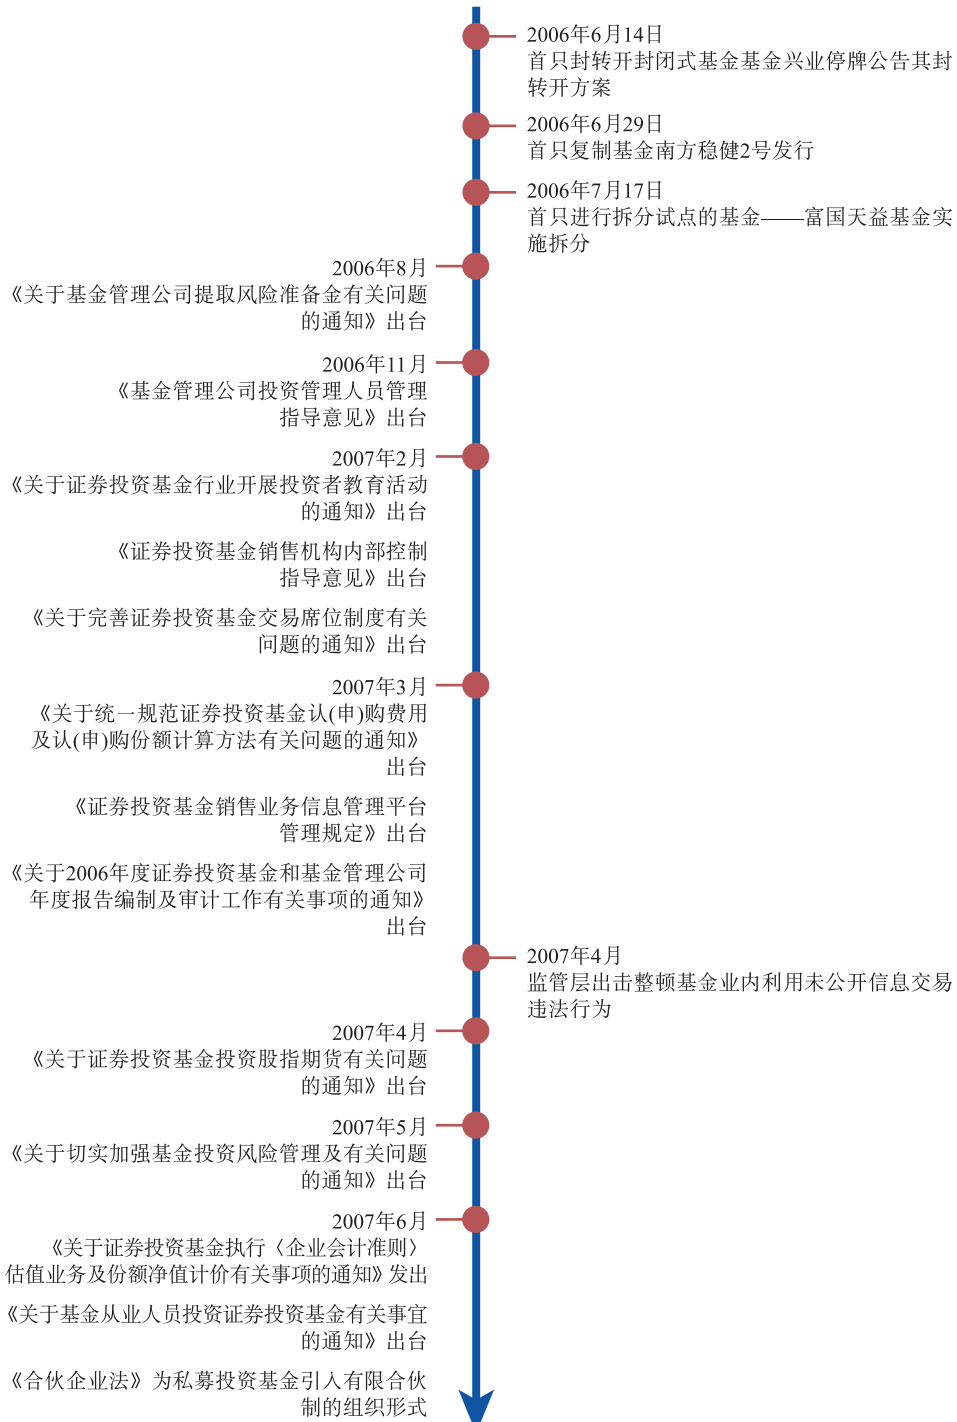 2006年6月14日
首只封转开封闭式基金基金兴业停牌公告其封
转开方案
2006年6月29日
首只复制基金南方稳健2号发行
2006年7月17日
首只进行拆分试点的基金——富国天益基金实
施拆分
2006年8月
《关于基金管理公司提取风险准备金有关问题
的通知》出台
2006年11月
《基金管理公司投资管理人员管理
指导意见》出台
2007年2月
《关于证券投资基金行业开展投资者教育活动
的通知》出台
《证券投资基金销售机构内部控制
指导意见》出台
《关于完善证券投资基金交易席位制度有关
问题的通知》出台
2007年3月
《关于统一规范证券投资基金认(申)购费用
及认(申)购份额计算方法有关问题的通知》
出台
《证券投资基金销售业务信息管理平台
管理规定》出台
《关于2006年度证券投资基金和基金管理公司
年度报告编制及审计工作有关事项的通知》
出台
2007年4月
监管层出击整顿基金业内利用未公开信息交易
违法行为
2007年4月
《关于证券投资基金投资股指期货有关问题
的通知》出台
2007年5月
《关于切实加强基金投资风险管理及有关问题
的通知》出台
2007年6月
《关于证券投资基金执行〈企业会计准则〉
估值业务及份额净值计价有关事项的通知》发出
《关于基金从业人员投资证券投资基金有关事宜
的通知》出台
《合伙企业法》为私募投资基金引入有限合伙
制的组织形式